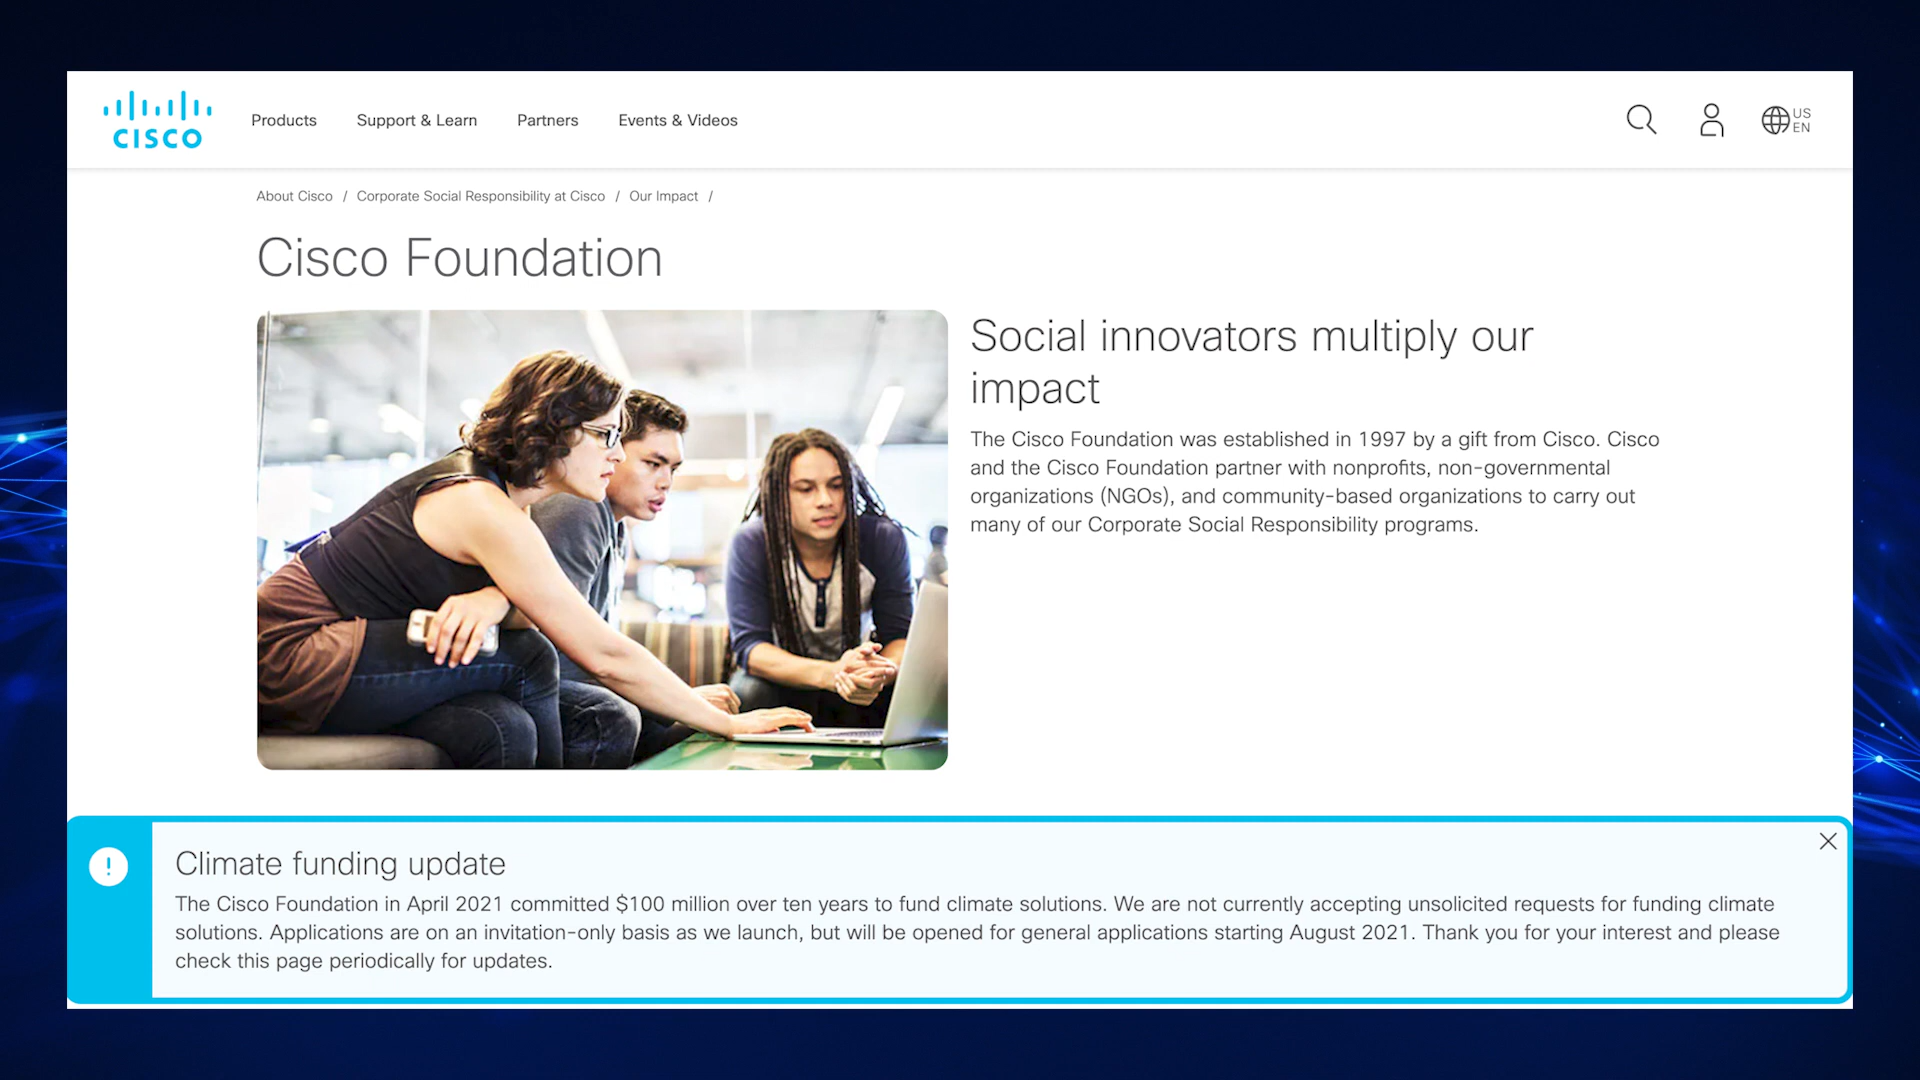 CISCO
Products
Support & Learn
Partners
Events & Videos
US
EN
About Cisco / Corporate Social Responsibility at Cisco / Our Impact /
Cisco Foundation
Social innovators multiply our
impact
The Cisco Foundation was established in 1997 by a gift from Cisco. Cisco
and the Cisco Foundation partner with nonprofits, non-governmental
organizations (NGOs), and community-based organizations to carry out
many of our Corporate Social Responsibility programs.
Climate funding update
The Cisco Foundation in April 2021 committed $100 million over ten years to fund climate solutions. We are not currently accepting unsolicited requests for funding climate
solutions. Applications are on an invitation-only basis as we launch, but will be opened for general applications starting August 2021. Thank you for your interest and please
check this page periodically for updates.